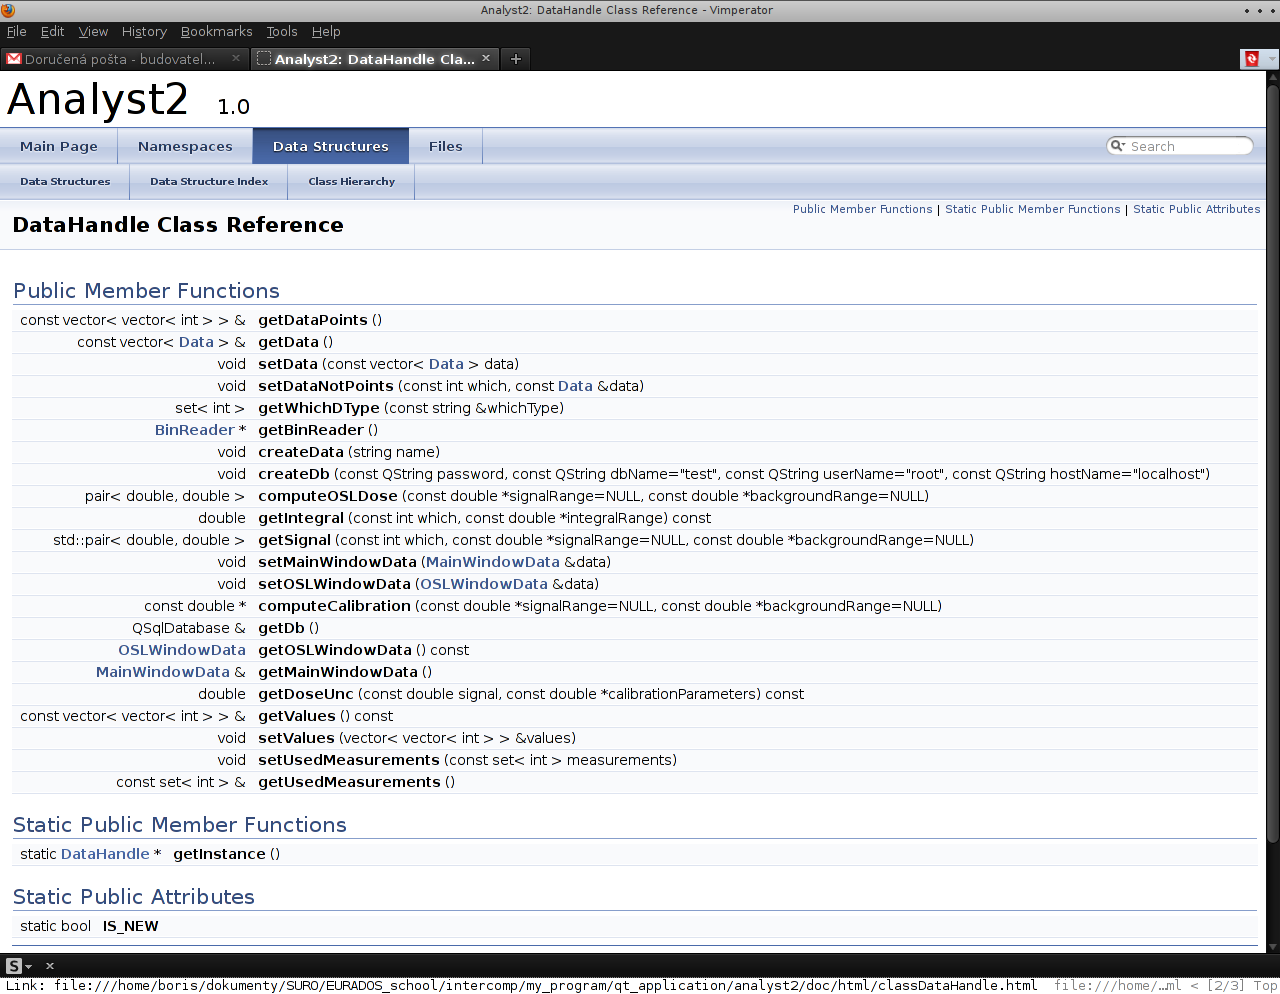 Analyst2: DataHandle Class Reference - Vimperator
File Edit View History Bookmarks Tools Help
Doručená pošta - budovatel... Analyst2: DataHandle Cla...
Analyst2 1.0
Main Page Namespaces Data Structures Files Search
Data Structures Data Structure Index Class Hierarchy
Public Member Functions | Static Public Member Functions | Static Public Attributes
DataHandle Class Reference
Public Member Functions
const vector< vector< int > > & getDataPoints ()
const vector< Data > & getData ()
void setData (const vector< Data > data)
void setDataNotPoints (const int which, const Data &data)
set< int > getWhichDType (const string &whichType)
BinReader * getBinReader ()
void createData (string name)
void createDb (const QString password, const QString dbName="test", const QString userName="root", const QString hostName="localhost")
pair< double, double > computeOSLDose (const double *signalRange=NULL, const double *backgroundRange=NULL)
double getIntegral (const int which, const double *integralRange) const
std::pair< double, double > getSignal (const int which, const double *signalRange=NULL, const double *backgroundRange=NULL)
void setMainWindowData (MainWindowData &data)
void setOSLWindowData (OSLWindowData &data)
const double * computeCalibration (const double *signalRange=NULL, const double *backgroundRange=NULL)
QSqlDatabase & getDb ()
OSLWindowData getOSLWindowData () const
MainWindowData & getMainWindowData ()
double getDoseUnc (const double signal, const double *calibrationParameters) const
const vector< vector< int > > & getValues () const
void setValues (vector< vector< int > > &values)
void setUsedMeasurements (const set< int > measurements)
const set< int > & getUsedMeasurements ()
Static Public Member Functions
static DataHandle * getInstance ()
Static Public Attributes
static bool IS_NEW
S
Link: file:///home/boris/dokumenty/SURO/EURADOS_school/intercomp/my_program/qt_application/analyst2/doc/html/classDataHandle.html file:///home/…ml < [2/3] Top